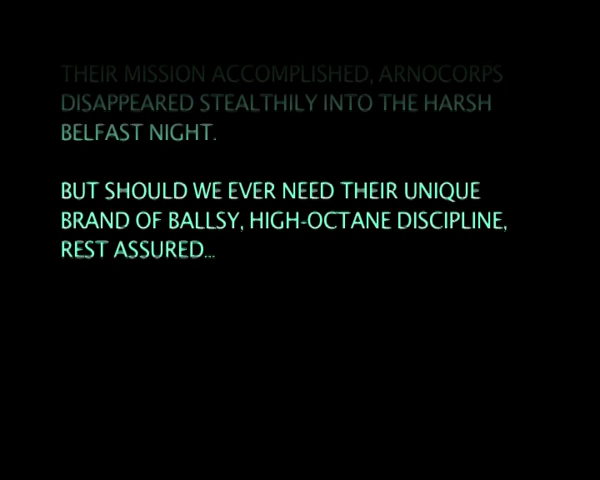 THEIR MISSION ACCOMPLISHED, ARNOCORPS
DISAPPEARED STEALTHILY INTO THE HARSH
BELFAST NIGHT.
BUT SHOULD WE EVER NEED THEIR UNIQUE
BRAND OF BALLSY, HIGH-OCTANE DISCIPLINE,
REST ASSURED...